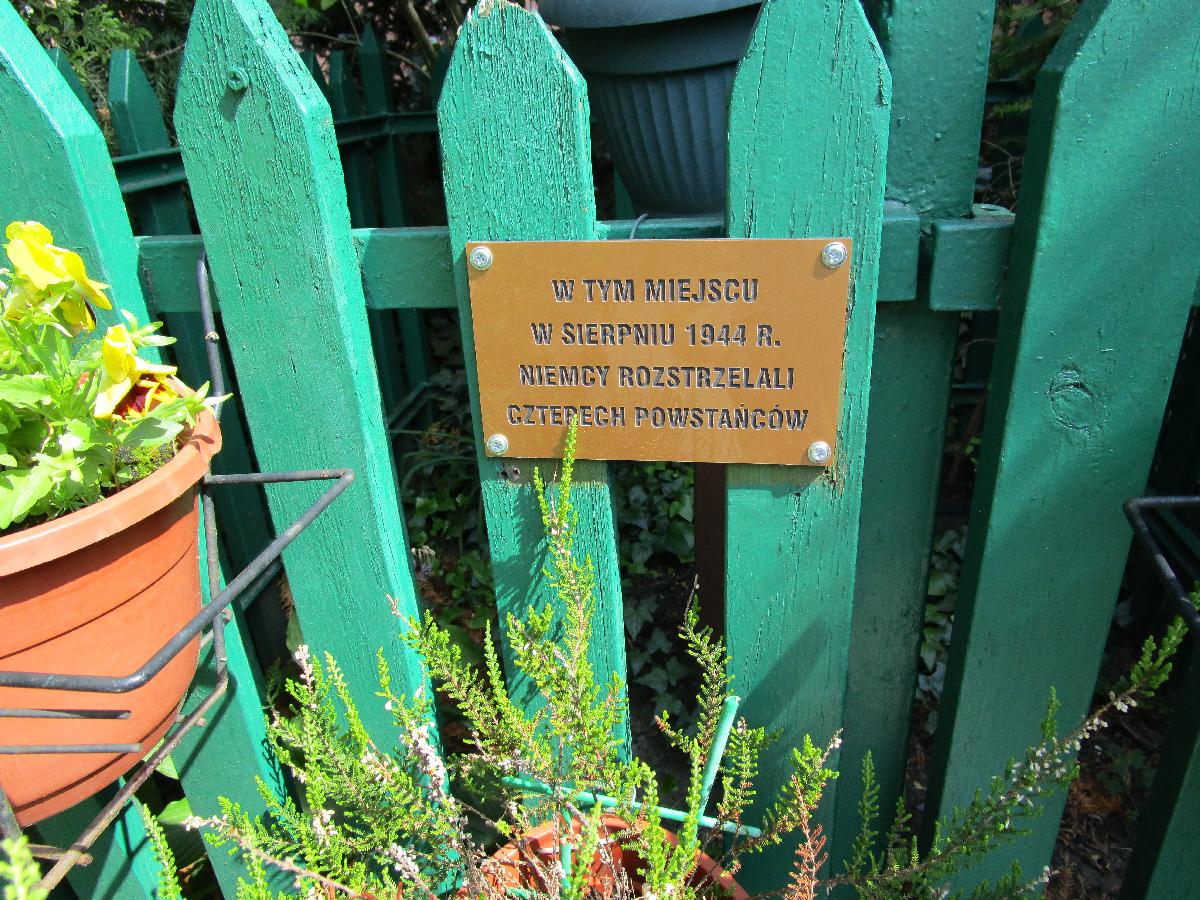 W TYM MIEJSCU
W SIERPNIU 1944 R.
NIEMCY ROZSTRZELALI
CZTERECH POWSTAŃCÓW